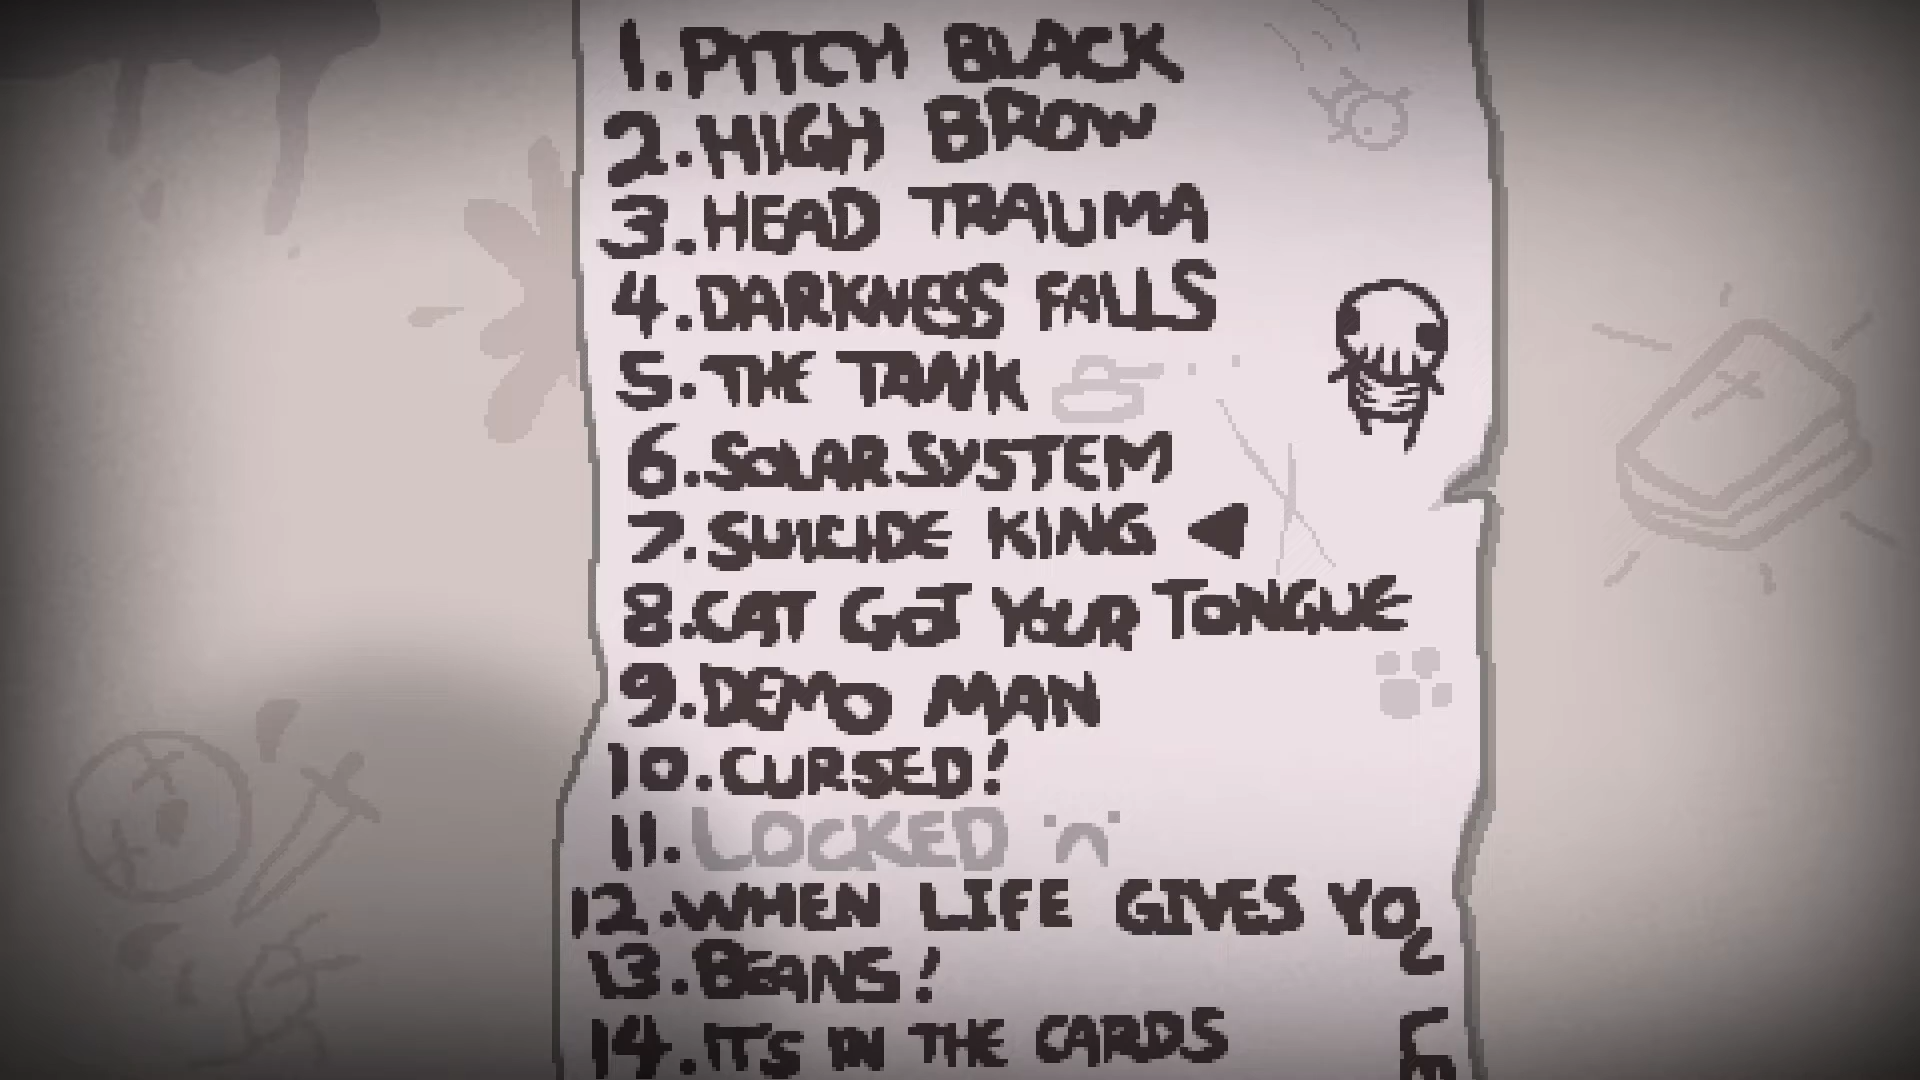 1. PITCH BLACK
2. HIGH BROW
3. HEAD TRAUMA
4. DARKNESS FALLS
5. THE TANK
6. SOLAR SYSTEM
7. SUICIDE KING
8. CAT GOT YOUR TONGUE
9. DEMO MAN
10. CURSED!
11. LOCKED
12. WHEN LIFE GIVES YOU LE
13. BEANS!
14. IT'S IN THE CARDS